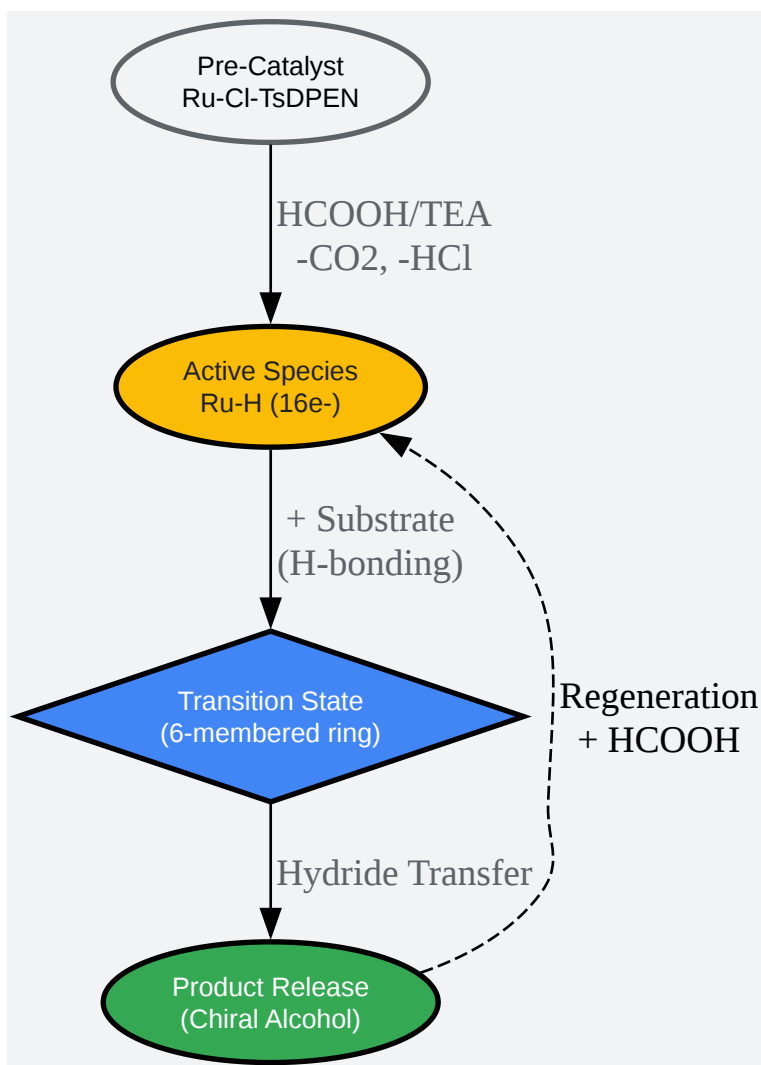 Pre-Catalyst
Ru-Cl-TsDPEN
HCOOH/TEA
-CO2, -HCl
Active Species
Ru-H (16e-)
+ Substrate
(H-bonding)
Transition State
(6-membered ring)
Regeneration
+ HCOOH
Hydride Transfer
Product Release
(Chiral Alcohol)